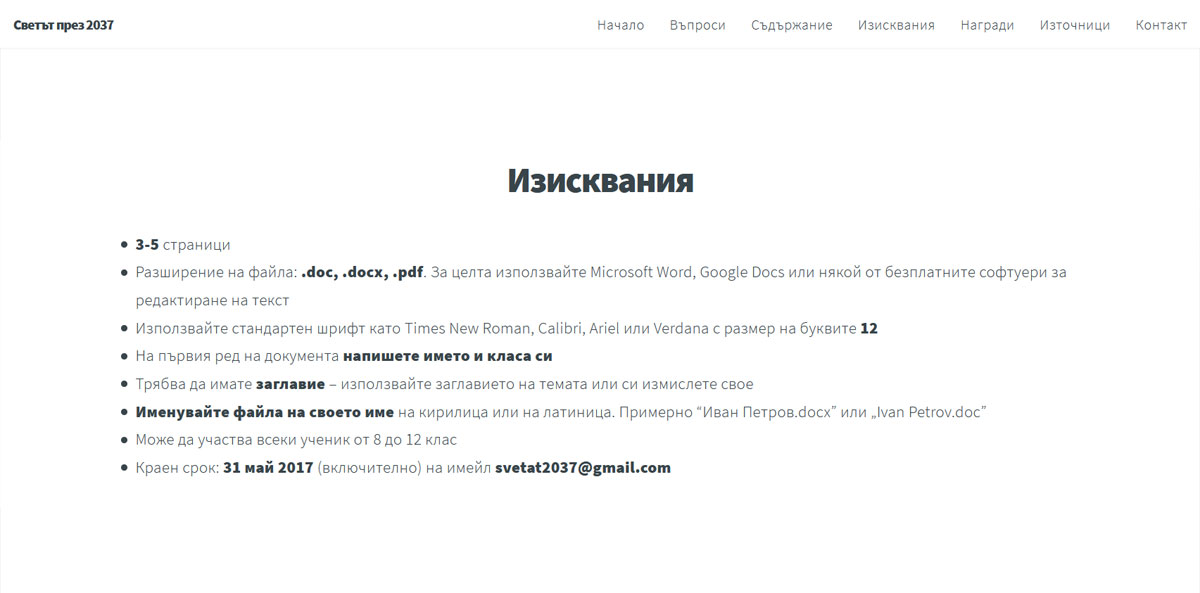 Светът през 2037
Начало Въпроси Съдържание Изисквания Награди Източници Контакт
Изисквания
3-5 страници
Разширение на файла: .doc, .docx, .pdf. За целта използвайте Microsoft Word, Google Docs или някой от безплатните софтуери за
редактиране на текст
Използвайте стандартен шрифт като Times New Roman, Calibri, Ariel или Verdana с размер на буквите 12
На първия ред на документа напишете името и класа си
Трябва да имате заглавие – използвайте заглавието на темата или си измислете свое
Именувайте файла на своето име на кирилица или на латиница. Примерно “Иван Петров.docx” или „Ivan Petrov.doc”
Може да участва всеки ученик от 8 до 12 клас
Краен срок: 31 май 2017 (включително) на имейл svetat2037@gmail.com